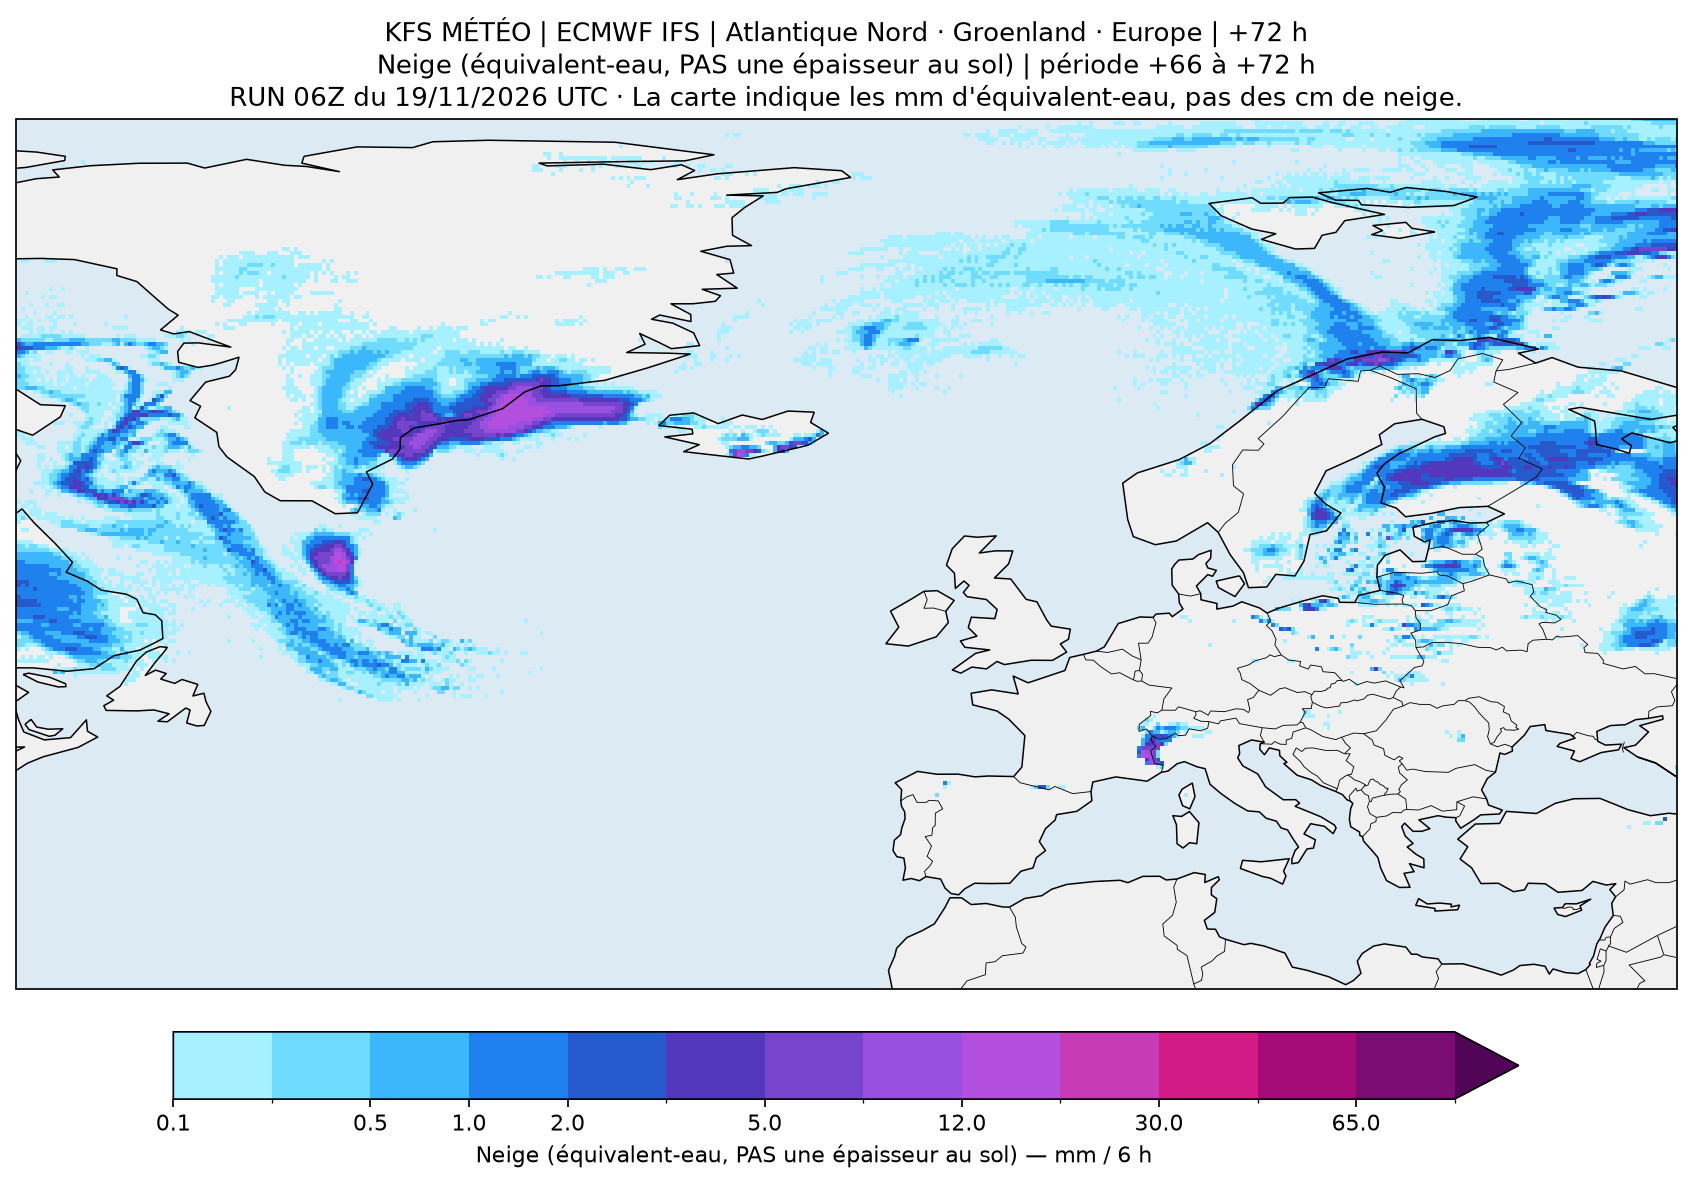 KFS MÉTÉO | ECMWF IFS | Atlantique Nord · Groenland · Europe | +72 h
Neige (équivalent-eau, PAS une épaisseur au sol) | période +66 à +72 h
RUN 06Z du 19/11/2026 UTC · La carte indique les mm d'équivalent-eau, pas des cm de neige.
0.1 0.5 1.0 2.0 5.0 12.0 30.0 65.0
Neige (équivalent-eau, PAS une épaisseur au sol) — mm / 6 h